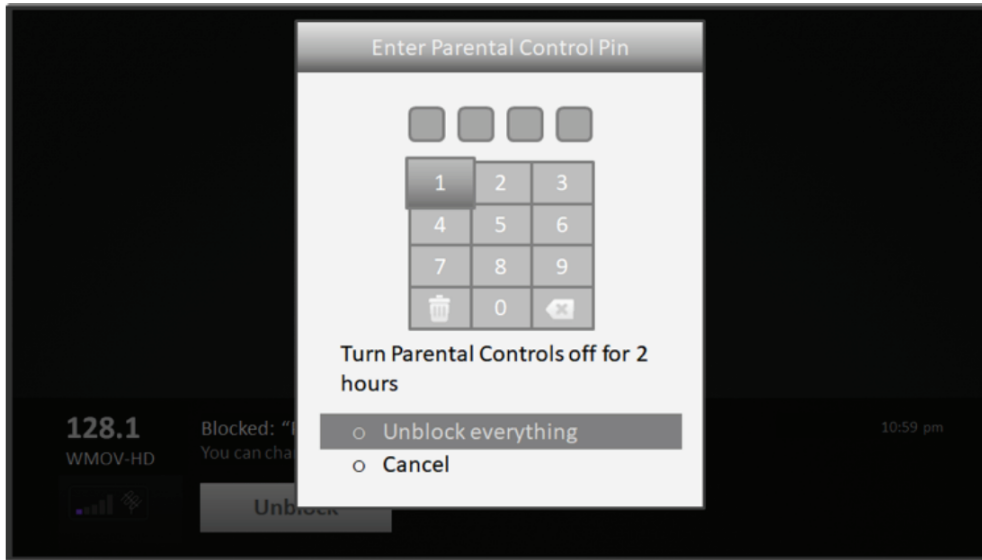 Enter Parental Control Pin
1 2 3
4 5 6
7 8 9
0
Turn Parental Controls off for 2
hours
Unblock everything
Cancel
128.1
WMOV-HD
Blocked: "I
You can cha
10:59 pm
Unblock